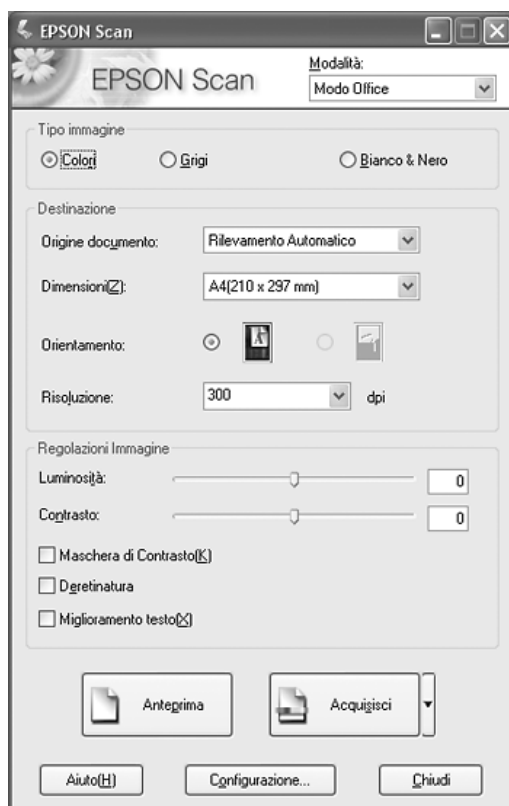 EPSON Scan
EPSON Scan
Modalità:
Modo Office
Tipo immagine
Colori
Grigi
Bianco & Nero
Destinazione
Origine documento: Rilevamento Automatico
Dimensioni(Z): A4(210 x 297 mm)
Orientamento:
Risoluzione: 300 dpi
Regolazioni Immagine
Luminosità: 0
Contrasto: 0
Maschera di Contrasto(K)
Deretinatura
Miglioramento testo(X)
Anteprima
Acquisisci
Aiuto(H)
Configurazione...
Chiudi